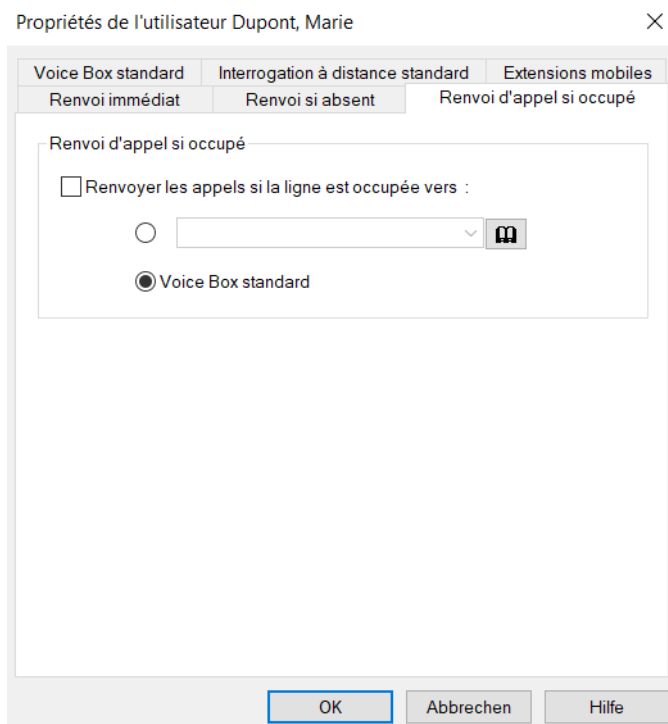 Propriétés de l'utilisateur Dupont, Marie
Voice Box standard Interrogation à distance standard Extensions mobiles
Renvoi immédiat Renvoi si absent Renvoi d'appel si occupé
Renvoi d'appel si occupé
Renvoyer les appels si la ligne est occupée vers :
Voice Box standard
OK Abbrechen Hilfe